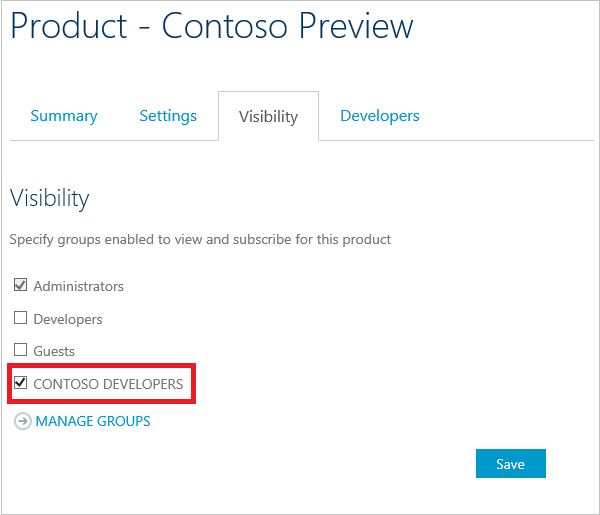 Product - Contoso Preview
Summary Settings Visibility Developers
Visibility
Specify groups enabled to view and subscribe for this product
Administrators
Developers
Guests
CONTOSO DEVELOPERS
MANAGE GROUPS
Save